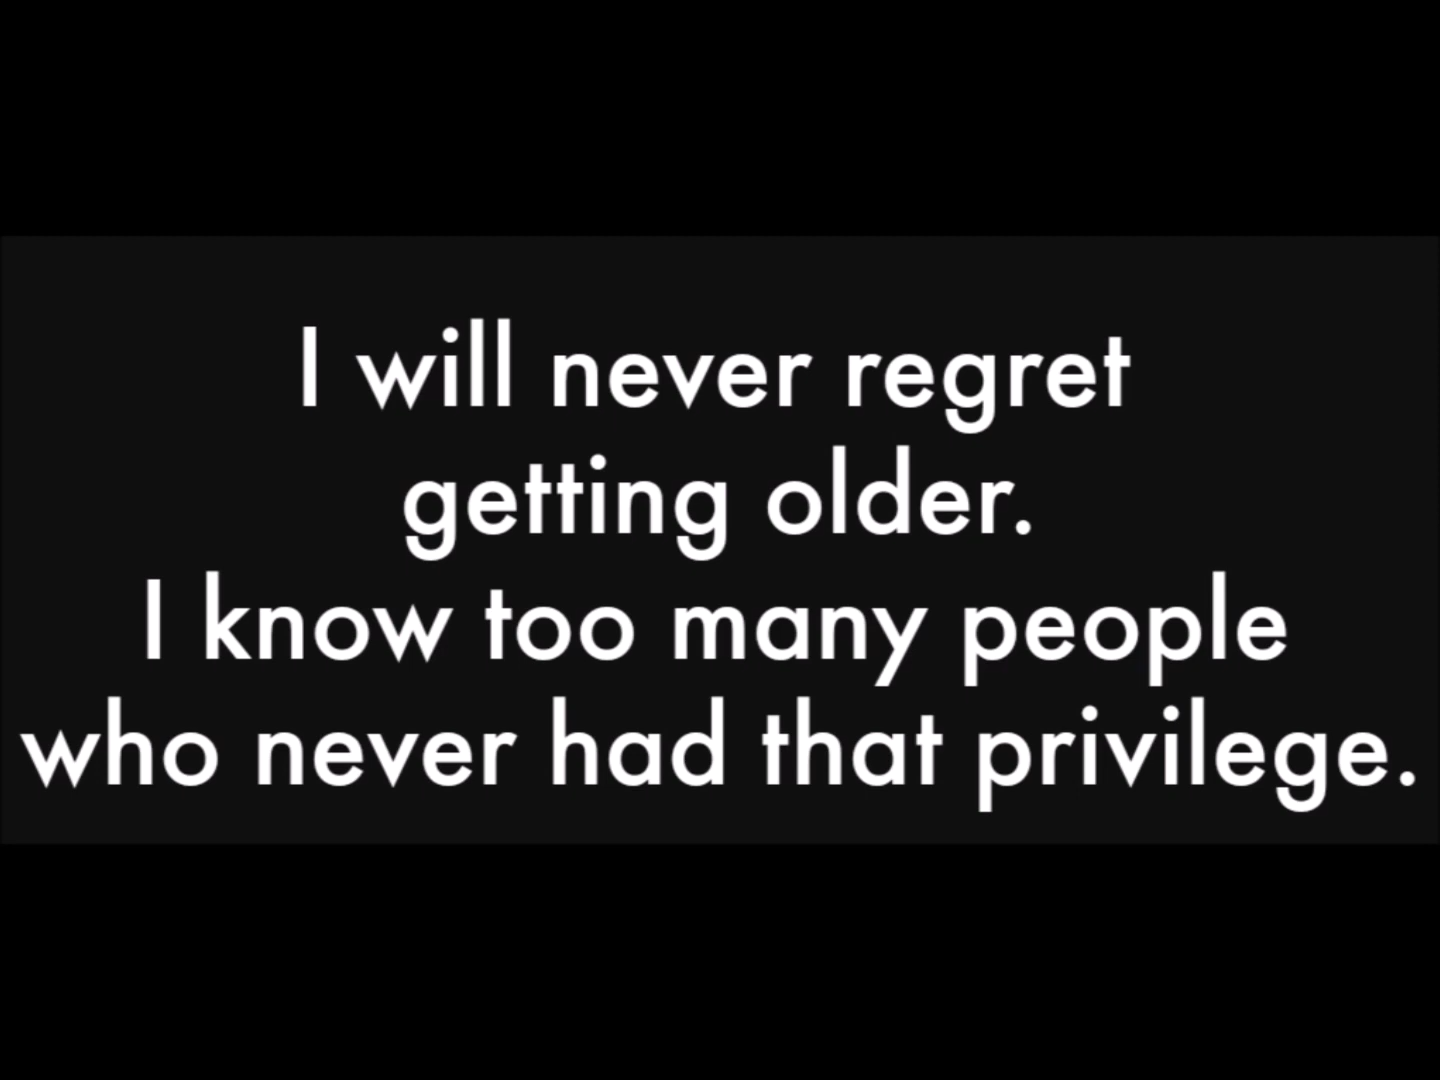 I will never regret
getting older.
I know too many people
who never had that privilege.